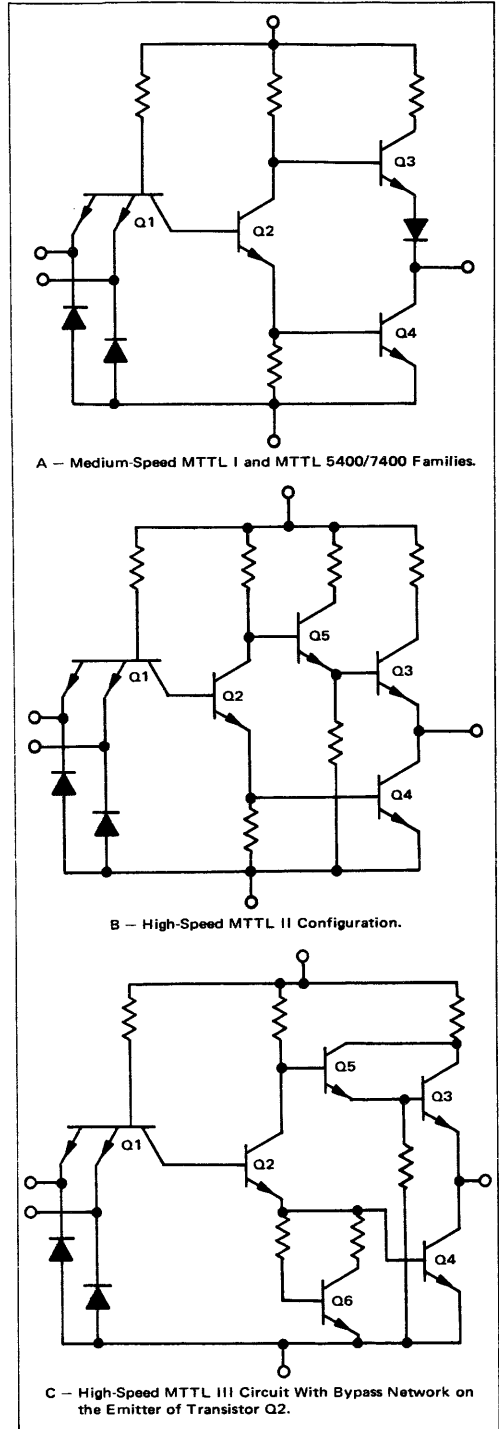 Q3
Q1
Q2
Q4
A — Medium-Speed MTTL I and MTTL 5400/7400 Families.
Q5
Q1
Q3
Q2
Q4
B — High-Speed MTTL II Configuration.
Q5
Q3
Q1
Q2
Q4
Q6
C — High-Speed MTTL III Circuit With Bypass Network on
the Emitter of Transistor Q2.